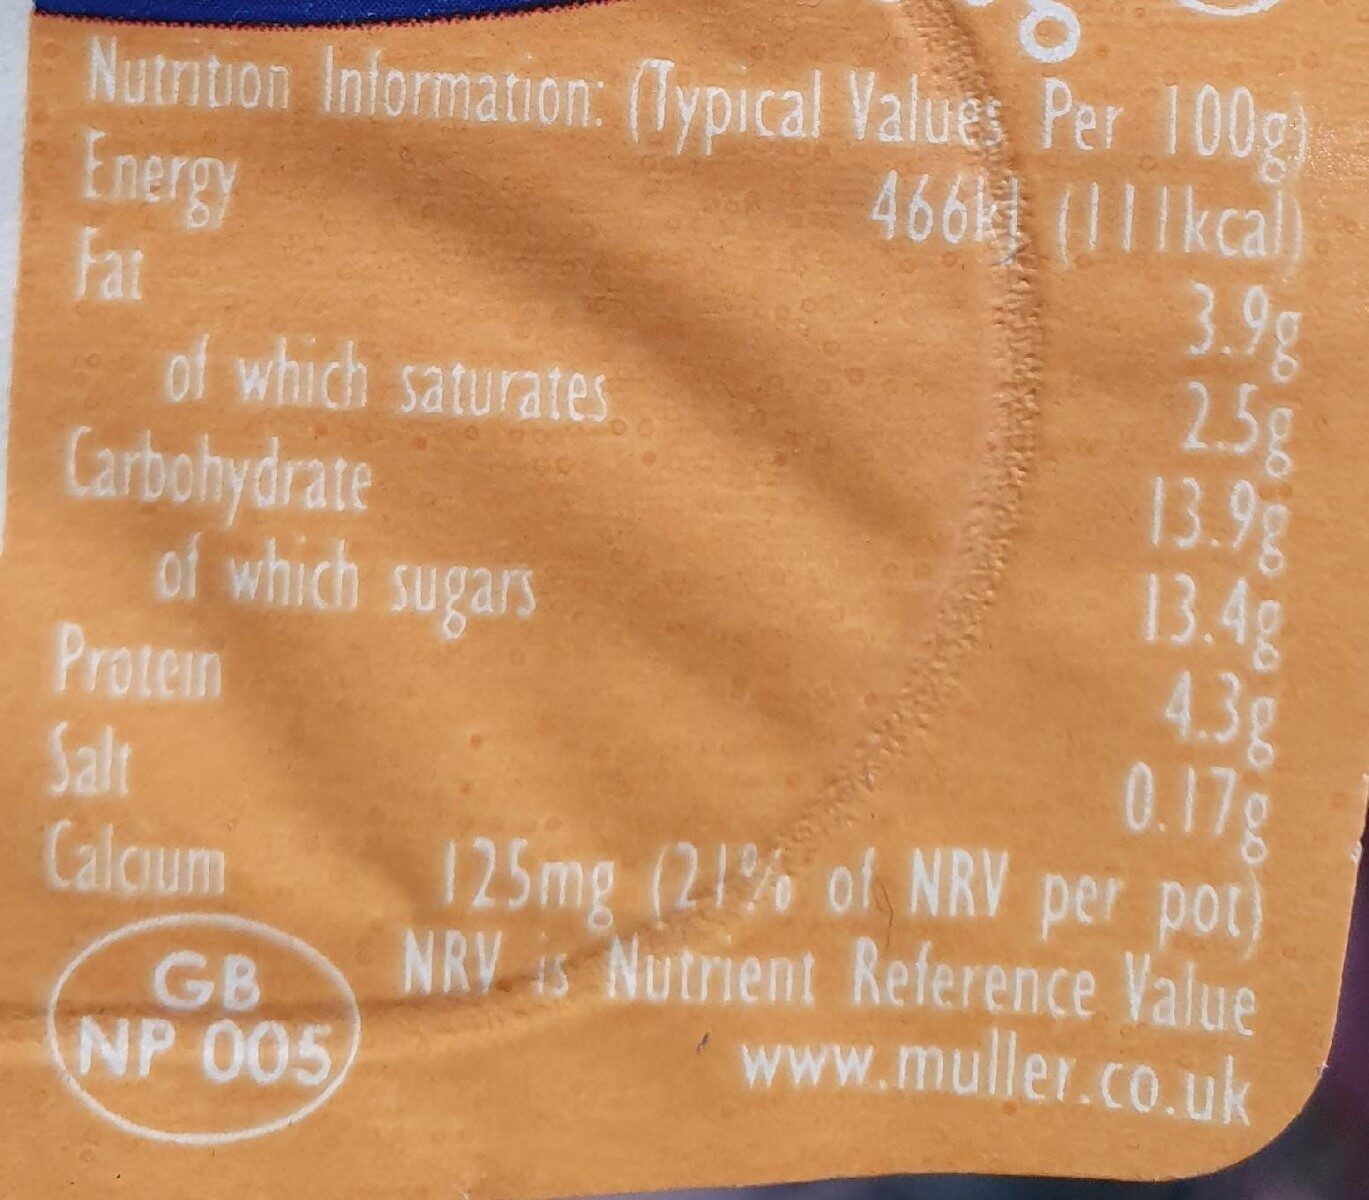 Nutrition Information: (Typical Values Per 100g)
Energy 466kJ (111kcal)
Fat 3.9g
of which saturates 2.5g
Carbohydrate 13.9g
of which sugars 13.4g
Protein 4.3g
Salt 0.17g
Calcium 125mg (21% of NRV per pot)
NRV is Nutrient Reference Value
GB
NP 005
www.muller.co.uk